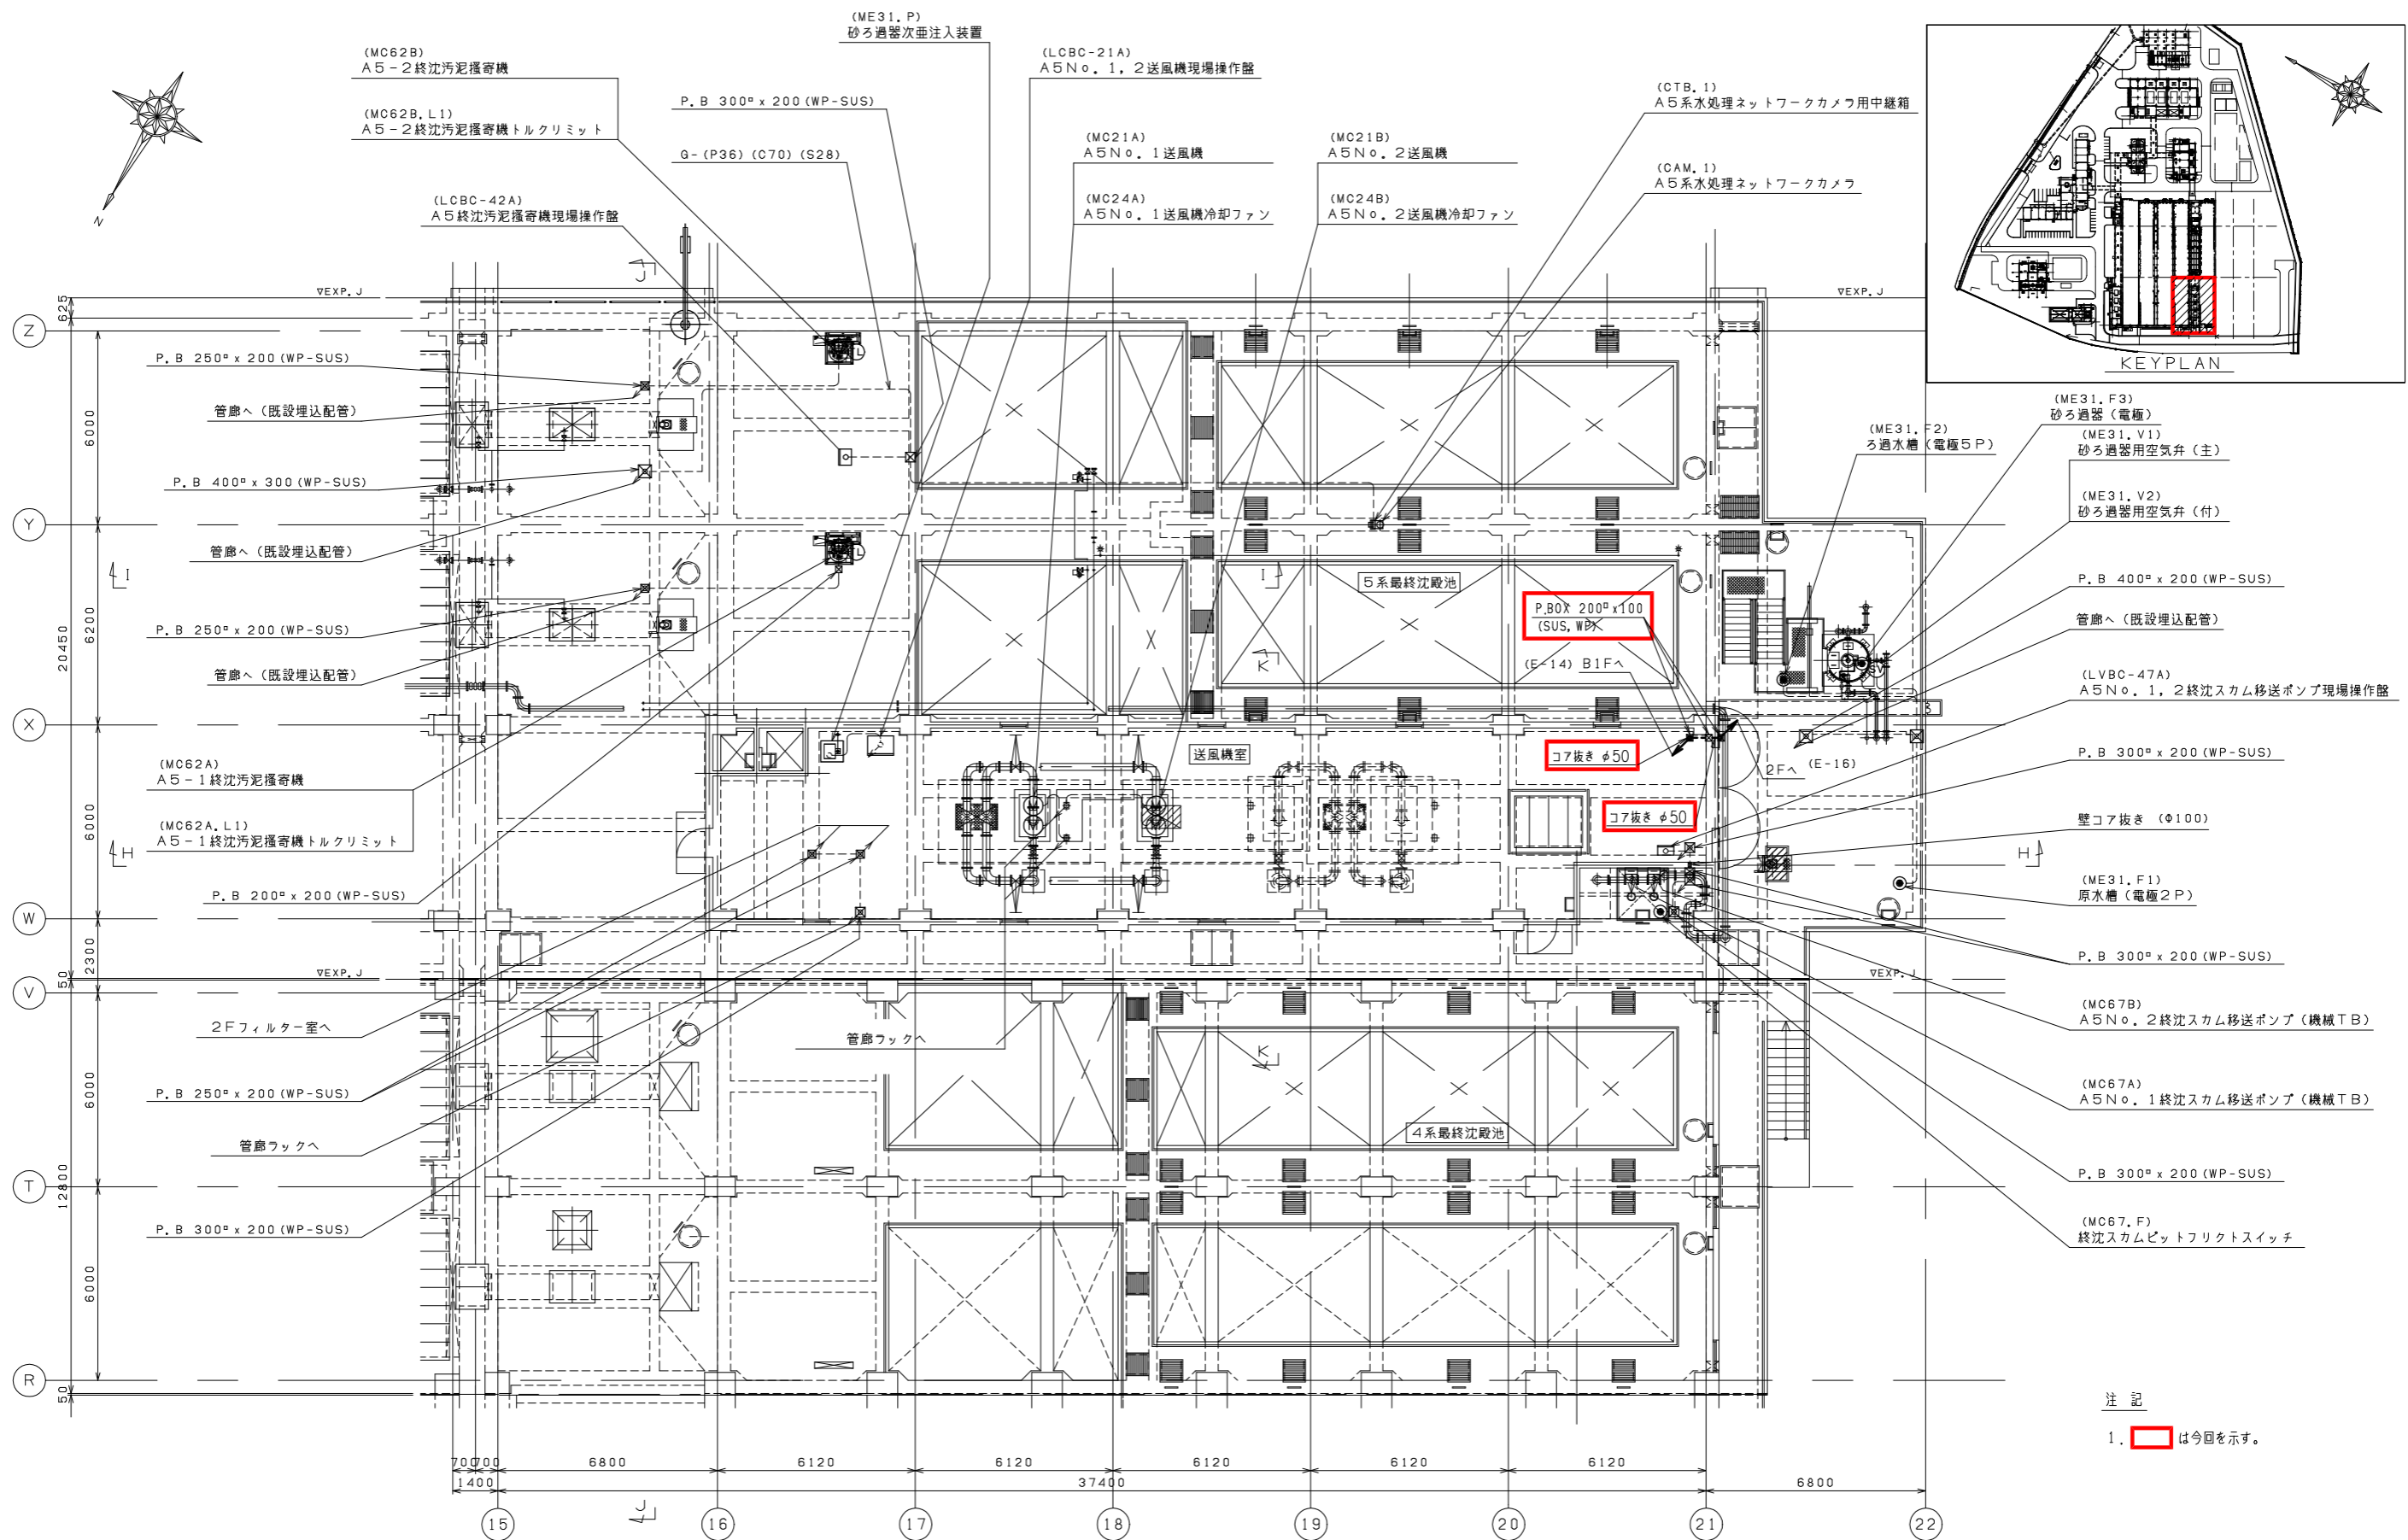 (ME31.P)
砂ろ過器次亜注入装置
(MC62B)
A5-2終沈汚泥掻寄機
(LCBC-21A)
A5No.1,2送風機現場操作盤
(MC62B.L1)
A5-2終沈汚泥掻寄機トルクリミット
P.B 300□x200(WP-SUS)
(CTB.1)
A5系水処理ネットワークカメラ用中継箱
G-(P36)(C70)(S28)
(MC21A)
A5No.1送風機
(MC21B)
A5No.2送風機
(CAM.1)
A5系水処理ネットワークカメラ
(LCBC-42A)
A5終沈汚泥掻寄機現場操作盤
(MC24A)
A5No.1送風機冷却ファン
(MC24B)
A5No.2送風機冷却ファン
N
KEYPLAN
J
▽EXP.J
▽EXP.J
625
Z
P.B 250□x200(WP-SUS)
管廊へ(既設埋込配管)
6000
P.B 400□x300(WP-SUS)
Y
管廊へ(既設埋込配管)
I
I
5系最終沈殿池
P.BOX 200□x100
(SUS,WP)
(E-14) B1Fへ
K
P.B 250□x200(WP-SUS)
6200
20450
管廊へ(既設埋込配管)
X
(ME31.F3)
砂ろ過器(電極)
(ME31.F2)
ろ過水槽(電極5P)
(ME31.V1)
砂ろ過器用空気弁(主)
(ME31.V2)
砂ろ過器用空気弁(付)
P.B 400□x200(WP-SUS)
管廊へ(既設埋込配管)
(LVBC-47A)
A5No.1,2終沈スカム移送ポンプ現場操作盤
送風機室
コア抜き φ50
2Fへ (E-16)
コア抜き φ50
P.B 300□x200(WP-SUS)
(MC62A)
A5-1終沈汚泥掻寄機
(MC62A.L1)
A5-1終沈汚泥掻寄機トルクリミット
6000
H
H
壁コア抜き (Φ100)
(ME31.F1)
原水槽(電極2P)
P.B 200□x200(WP-SUS)
W
2300
P.B 300□x200(WP-SUS)
▽EXP.J
▽EXP.J
50
V
2Fフィルター室へ
管廊ラックへ
K
(MC67B)
A5No.2終沈スカム移送ポンプ(機械TB)
P.B 250□x200(WP-SUS)
6000
(MC67A)
A5No.1終沈スカム移送ポンプ(機械TB)
4系最終沈殿池
管廊ラックへ
P.B 300□x200(WP-SUS)
T
12800
P.B 300□x200(WP-SUS)
(MC67.F)
終沈スカムピットフリクトスイッチ
6000
R
50
注 記
1. は今回を示す。
700 700 6800 6120 6120 6120 6120 6120
1400 37400 6800
J
15 16 17 18 19 20 21 22